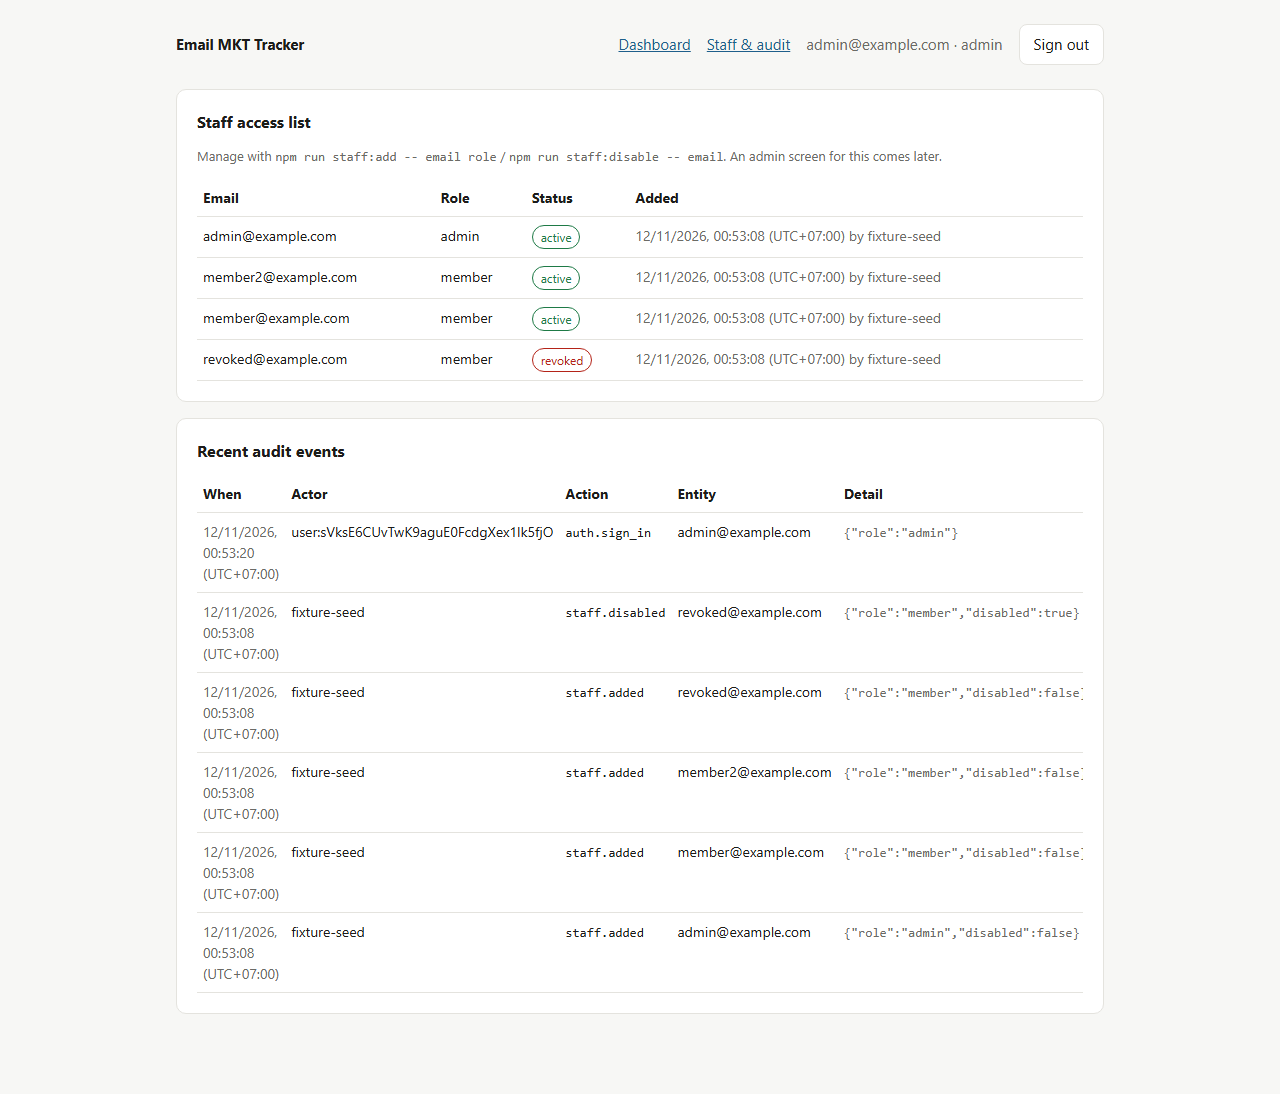 Email MKT Tracker
Dashboard Staff & audit admin@example.com · admin Sign out
Staff access list
Manage with npm run staff:add -- email role / npm run staff:disable -- email. An admin screen for this comes later.
Email Role Status Added
admin@example.com admin active 12/11/2026, 00:53:08 (UTC+07:00) by fixture-seed
member2@example.com member active 12/11/2026, 00:53:08 (UTC+07:00) by fixture-seed
member@example.com member active 12/11/2026, 00:53:08 (UTC+07:00) by fixture-seed
revoked@example.com member revoked 12/11/2026, 00:53:08 (UTC+07:00) by fixture-seed
Recent audit events
When Actor Action Entity Detail
12/11/2026, user:sVksE6CUvTwK9aguE0FcdgXex1lk5fjO auth.sign_in admin@example.com {"role":"admin"}
00:53:20
(UTC+07:00)
12/11/2026, fixture-seed staff.disabled revoked@example.com {"role":"member","disabled":true}
00:53:08
(UTC+07:00)
12/11/2026, fixture-seed staff.added revoked@example.com {"role":"member","disabled":false}
00:53:08
(UTC+07:00)
12/11/2026, fixture-seed staff.added member2@example.com {"role":"member","disabled":false}
00:53:08
(UTC+07:00)
12/11/2026, fixture-seed staff.added member@example.com {"role":"member","disabled":false}
00:53:08
(UTC+07:00)
12/11/2026, fixture-seed staff.added admin@example.com {"role":"admin","disabled":false}
00:53:08
(UTC+07:00)